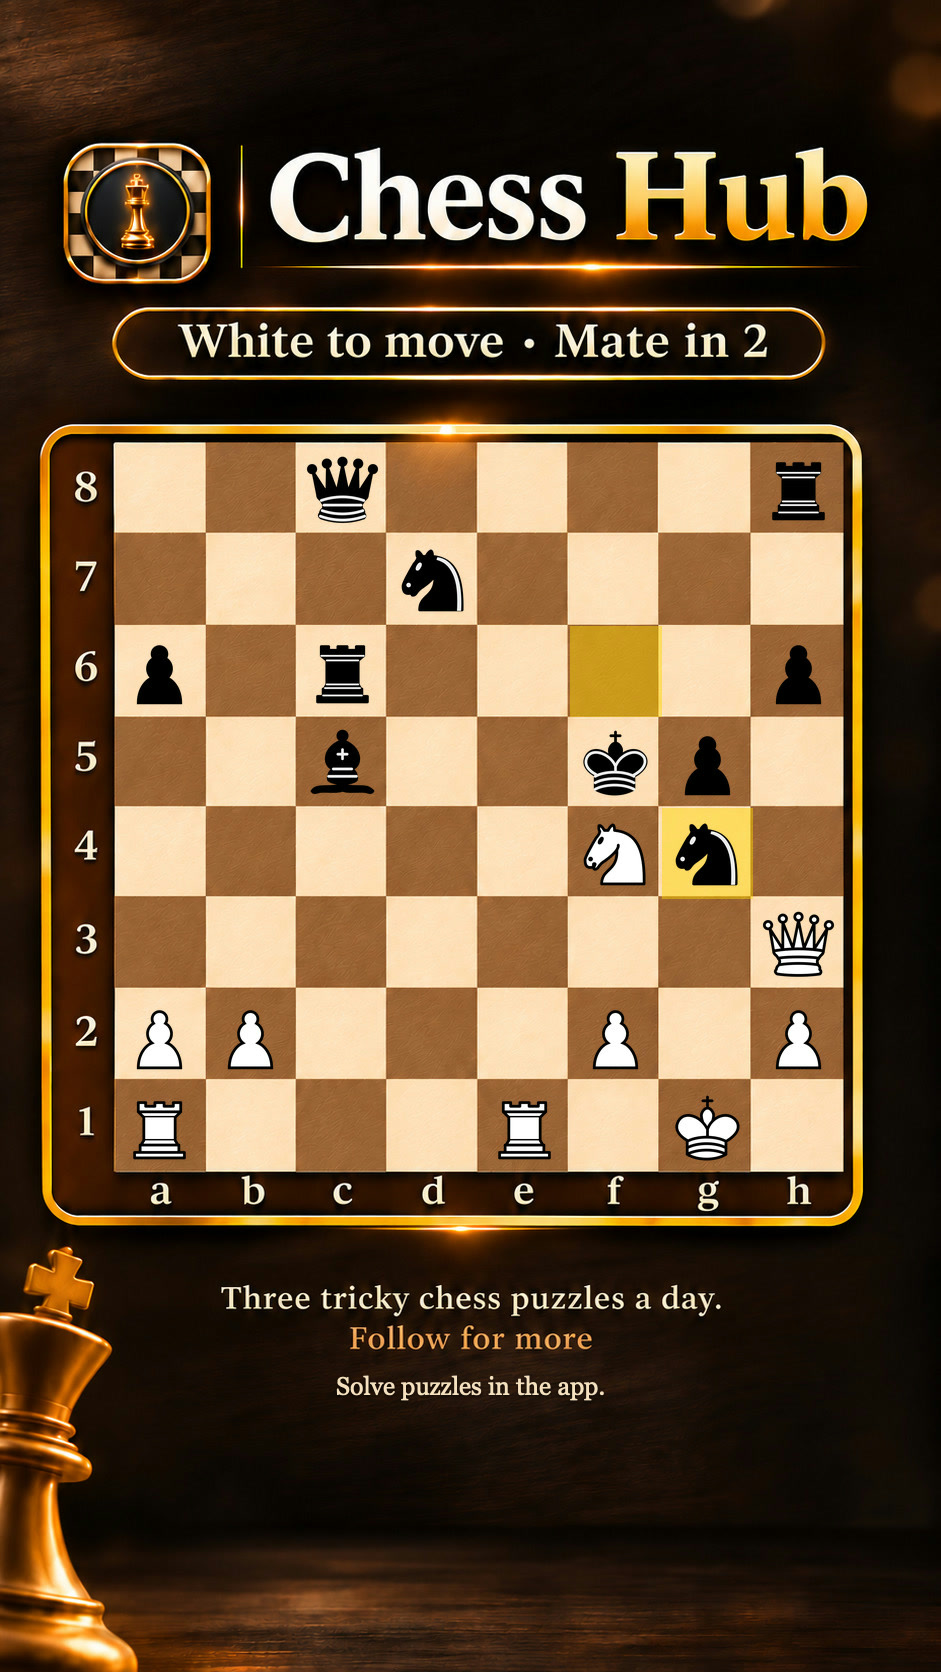 Chess Hub
White to move • Mate in 2
8
7
6
5
4
3
2
1
a b c d e f g h
Three tricky chess puzzles a day.
Follow for more
Solve puzzles in the app.